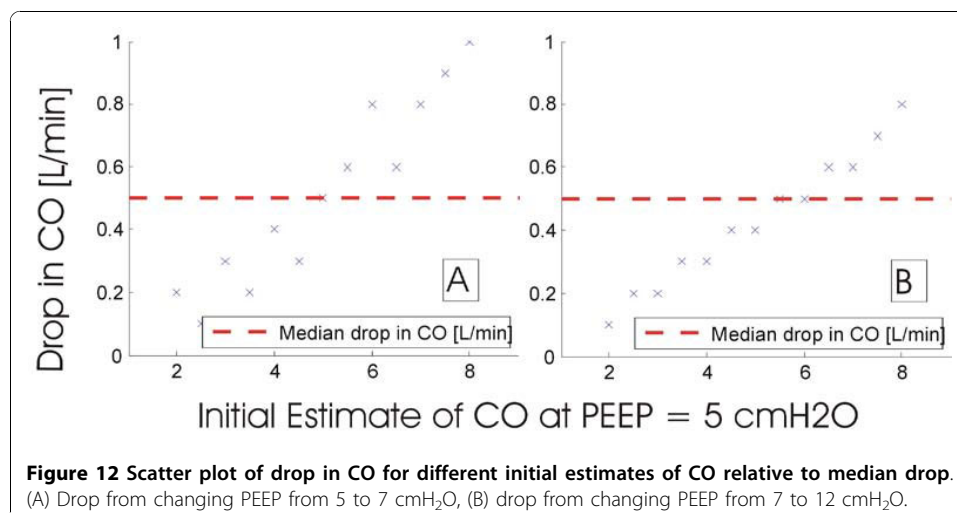 Drop in CO [L/min]
1
0.8
0.6
0.4
0.2
0
2 4 6 8
A
Median drop in CO [L/min]
1
0.8
0.6
0.4
0.2
0
2 4 6 8
B
Median drop in CO [L/min]
Initial Estimate of CO at PEEP = 5 cmH2O
Figure 12 Scatter plot of drop in CO for different initial estimates of CO relative to median drop.
(A) Drop from changing PEEP from 5 to 7 cmH₂O, (B) drop from changing PEEP from 7 to 12 cmH₂O.